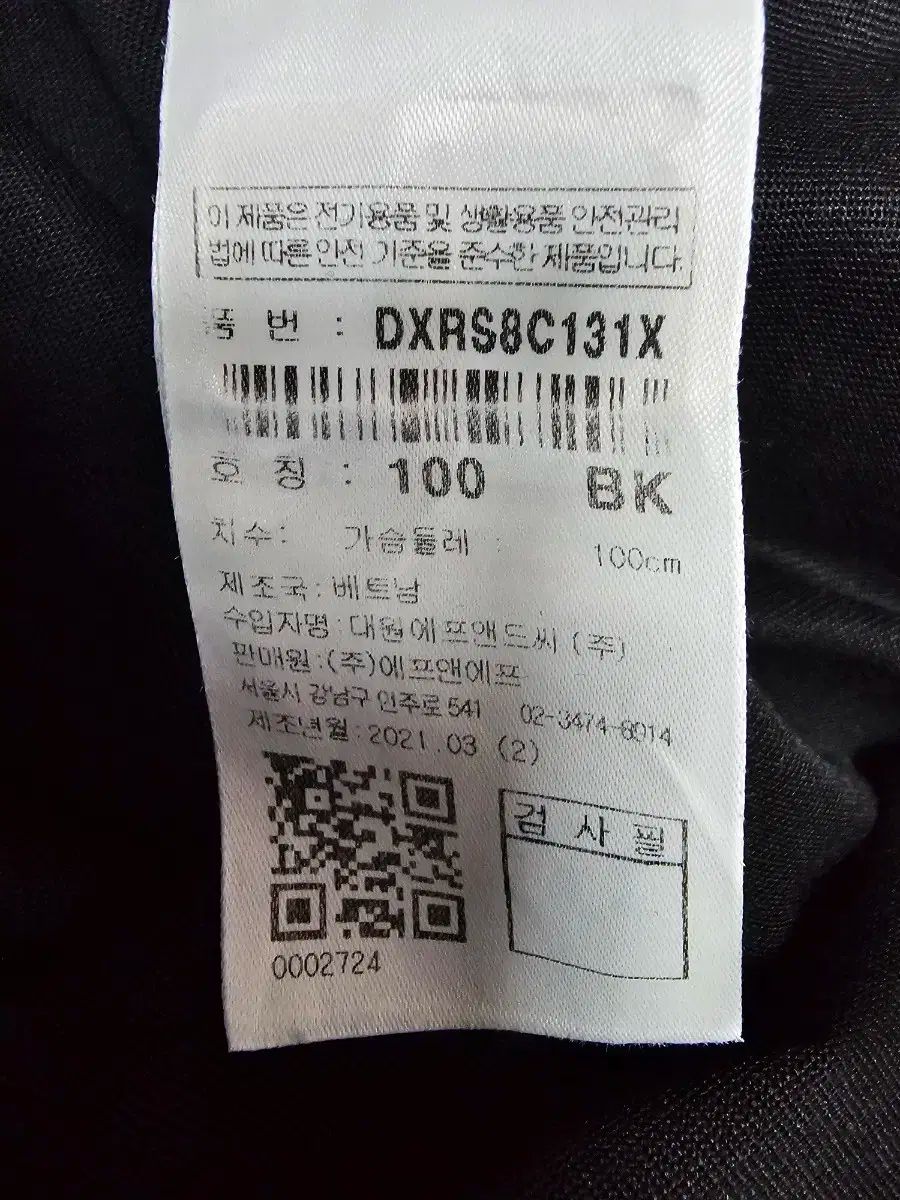 이 제품은 전기용품 및 생활용품 안전관리
법에 따른 안전 기준을 준수한 제품입니다.
품 번 : DXRS8C131X
호 칭 : 100 BK
치수: 가슴둘레 : 100cm
제조국 : 베트남
수입자명 : 대원에프앤드씨 (주)
판매원 : (주)에프앤에프
서울시 강남구 언주로 541 02-3474-6914
제조년월 : 2021.03 (2)
검 사 필
0002724